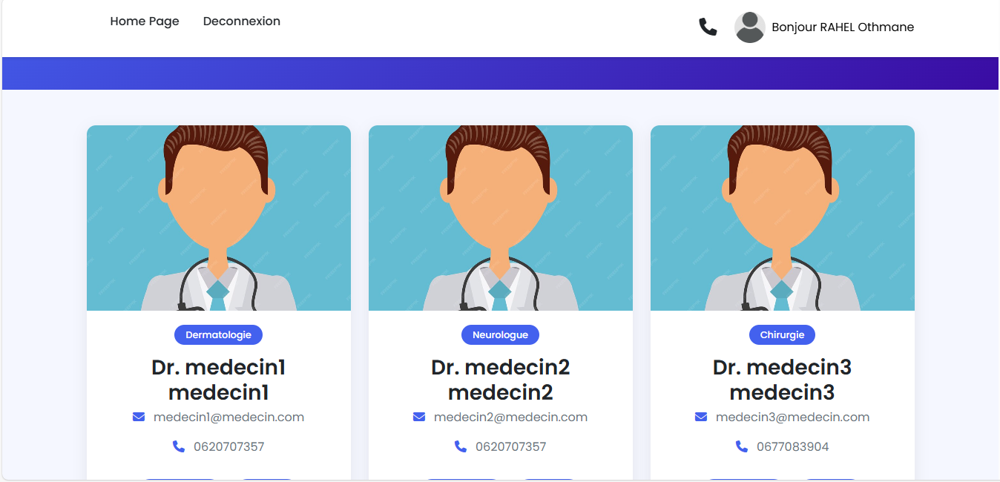 Home Page Deconnexion Bonjour RAHEL Othmane
Dermatologie Neurologue Chirurgie
Dr. medecin1 Dr. medecin2 Dr. medecin3
medecin1 medecin2 medecin3
medecin1@medecin.com medecin2@medecin.com medecin3@medecin.com
0620707357 0620707357 0677083904